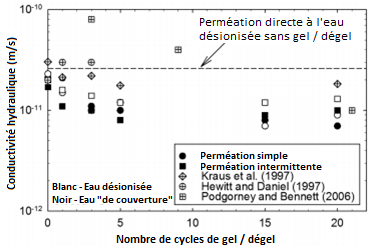 10-10
Perméation directe à l'eau
désionisée sans gel / dégel
10-11
Conductivité hydraulique (m/s)
Perméation simple
Perméation intermittente
Kraus et al. (1997)
Hewitt and Daniel (1997)
Podgorney and Bennett (2006)
Blanc - Eau désionisée
Noir - Eau "de couverture"
10-12
0 5 10 15 20
Nombre de cycles de gel / dégel